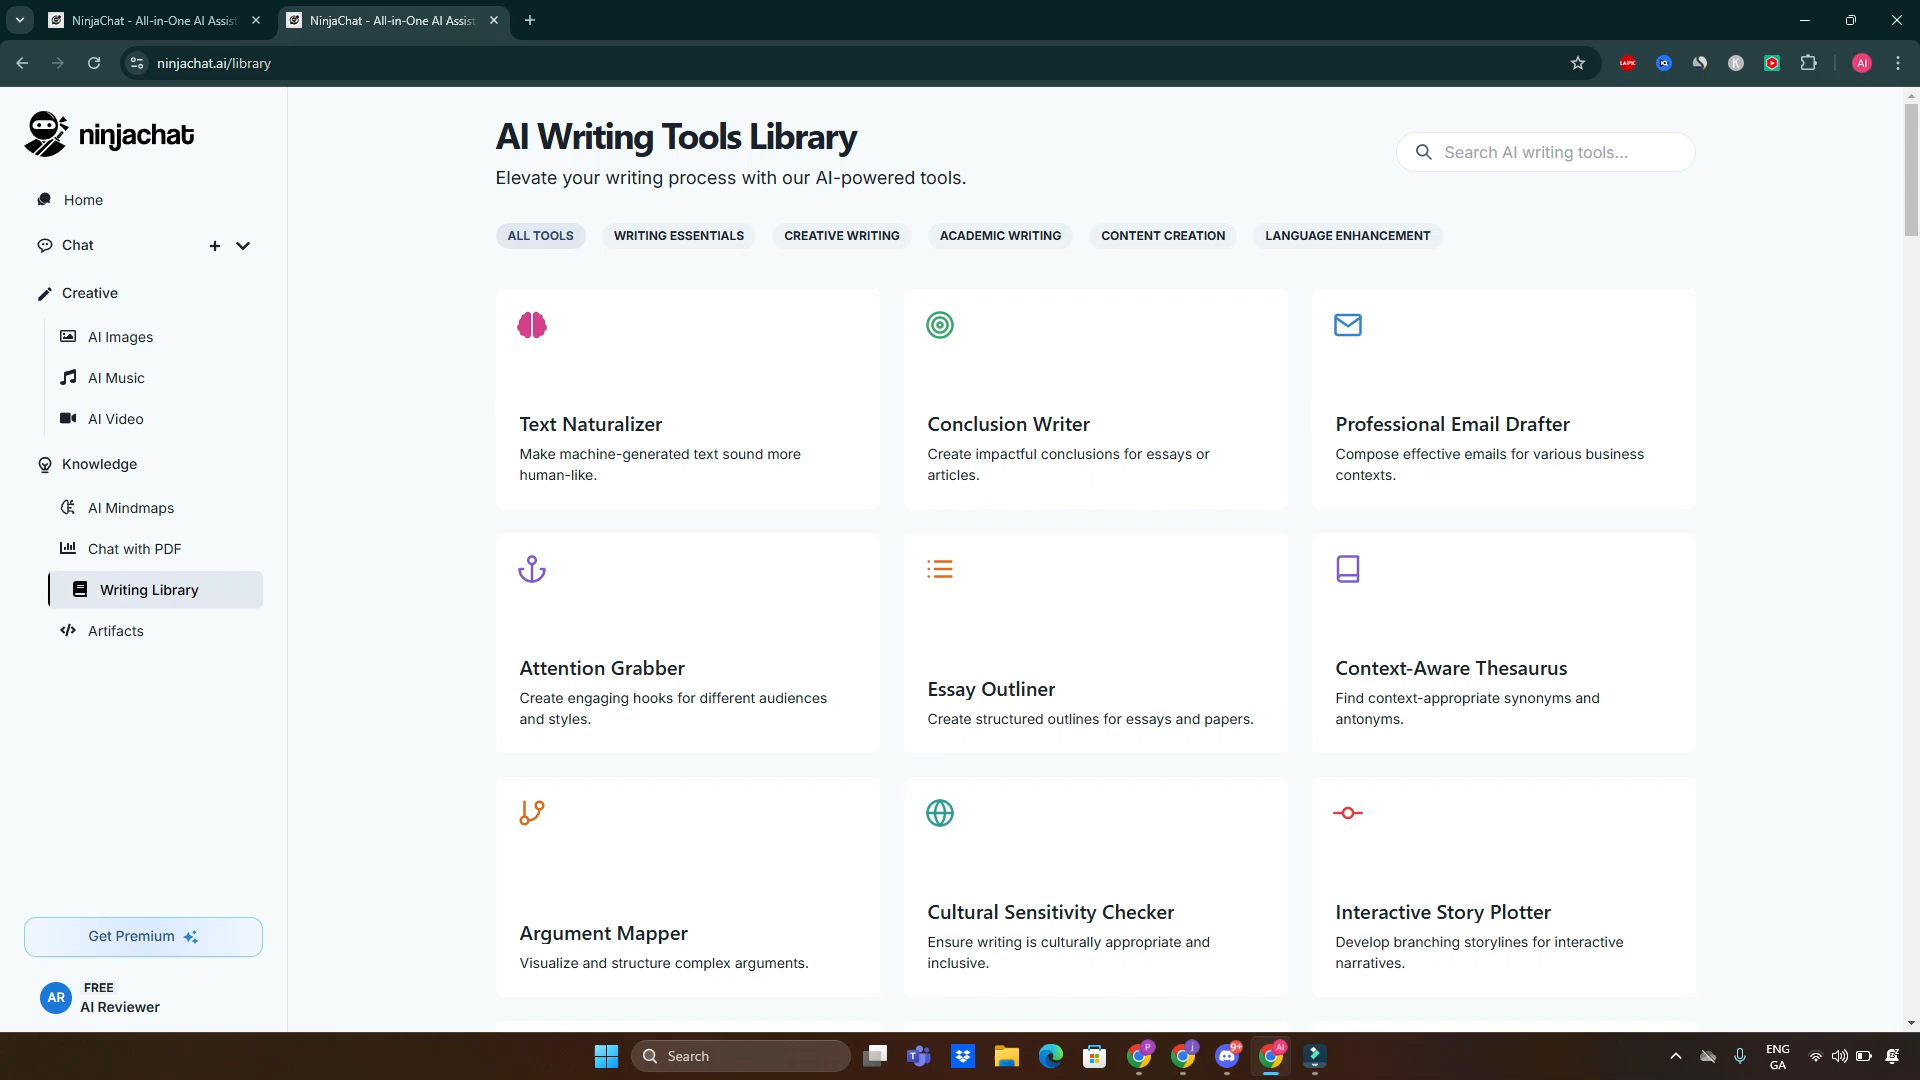 NinjaChat - All-in-One AI Assist
NinjaChat - All-in-One AI Assist
ninjachat.ai/library
AI
ninjachat
Home
Chat
Creative
AI Images
AI Music
AI Video
Knowledge
AI Mindmaps
Chat with PDF
Writing Library
Artifacts
Get Premium
AR
FREE
AI Reviewer
AI Writing Tools Library
Elevate your writing process with our AI-powered tools.
Search AI writing tools...
ALL TOOLS
WRITING ESSENTIALS
CREATIVE WRITING
ACADEMIC WRITING
CONTENT CREATION
LANGUAGE ENHANCEMENT
Text Naturalizer
Make machine-generated text sound more
human-like.
Conclusion Writer
Create impactful conclusions for essays or
articles.
Professional Email Drafter
Compose effective emails for various business
contexts.
Attention Grabber
Create engaging hooks for different audiences
and styles.
Essay Outliner
Create structured outlines for essays and papers.
Context-Aware Thesaurus
Find context-appropriate synonyms and
antonyms.
Argument Mapper
Visualize and structure complex arguments.
Cultural Sensitivity Checker
Ensure writing is culturally appropriate and
inclusive.
Interactive Story Plotter
Develop branching storylines for interactive
narratives.
Search
P
j
9+
AI
ENG
GA